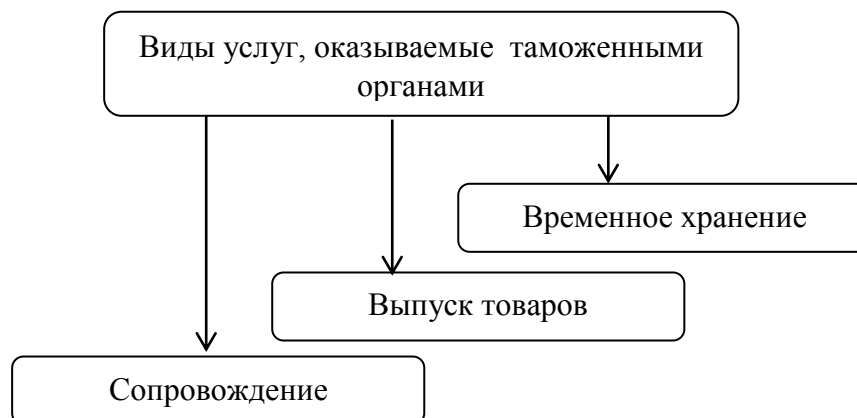 Виды услуг, оказываемые таможенными
органами
Временное хранение
Выпуск товаров
Сопровождение